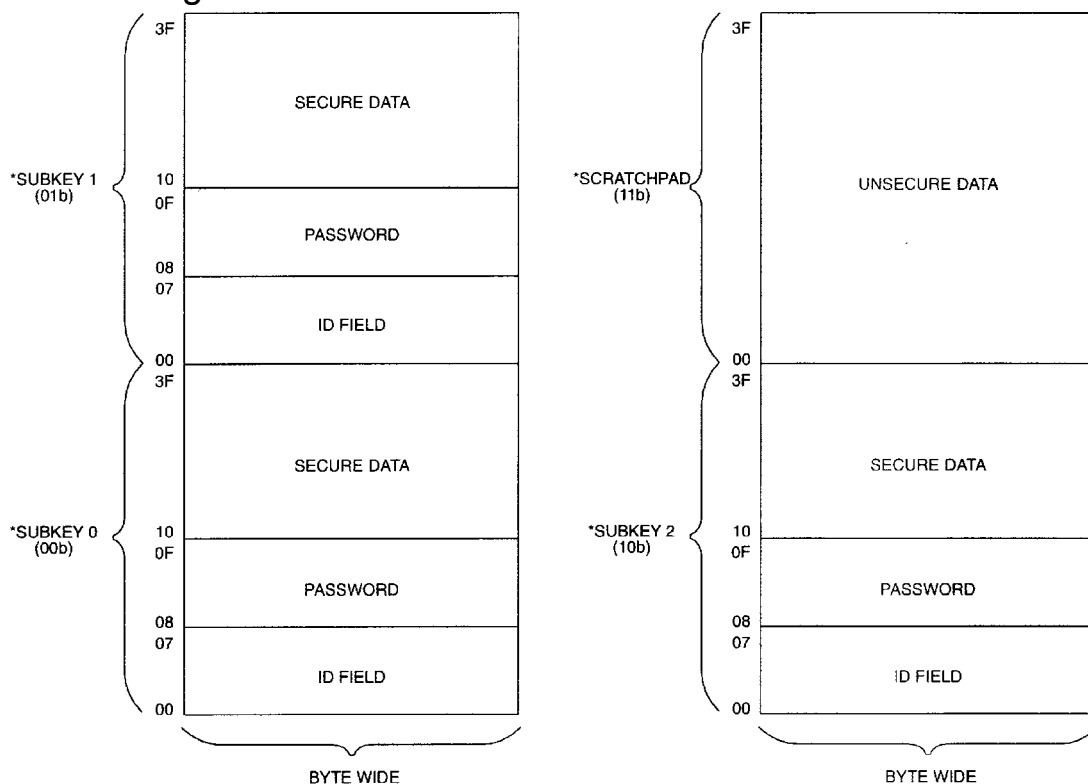 3F
SECURE DATA
*SUBKEY 1
(01b)
10
0F
PASSWORD
08
07
ID FIELD
00
3F
SECURE DATA
*SUBKEY 0
(00b)
10
0F
PASSWORD
08
07
ID FIELD
00
BYTE WIDE
3F
UNSECURE DATA
*SCRATCHPAD
(11b)
00
3F
SECURE DATA
*SUBKEY 2
(10b)
10
0F
PASSWORD
08
07
ID FIELD
00
BYTE WIDE